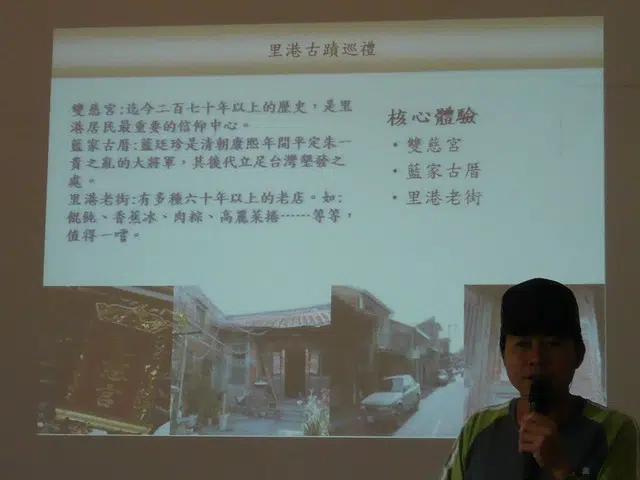 里港古蹟巡禮
雙慈宮:迄今二百七十年以上的歷史，是里
港居民最重要的信仰中心。
藍家古厝:藍廷珍是清朝康熙年間平定朱一
貴之亂的大將軍，其後代立足台灣墾發之
處。
里港老街:有多種六十年以上的老店。如:
餛飩、香蕉冰、肉粽、高麗菜捲……等等，
值得一嚐。
核心體驗
・雙慈宮
・藍家古厝
・里港老街